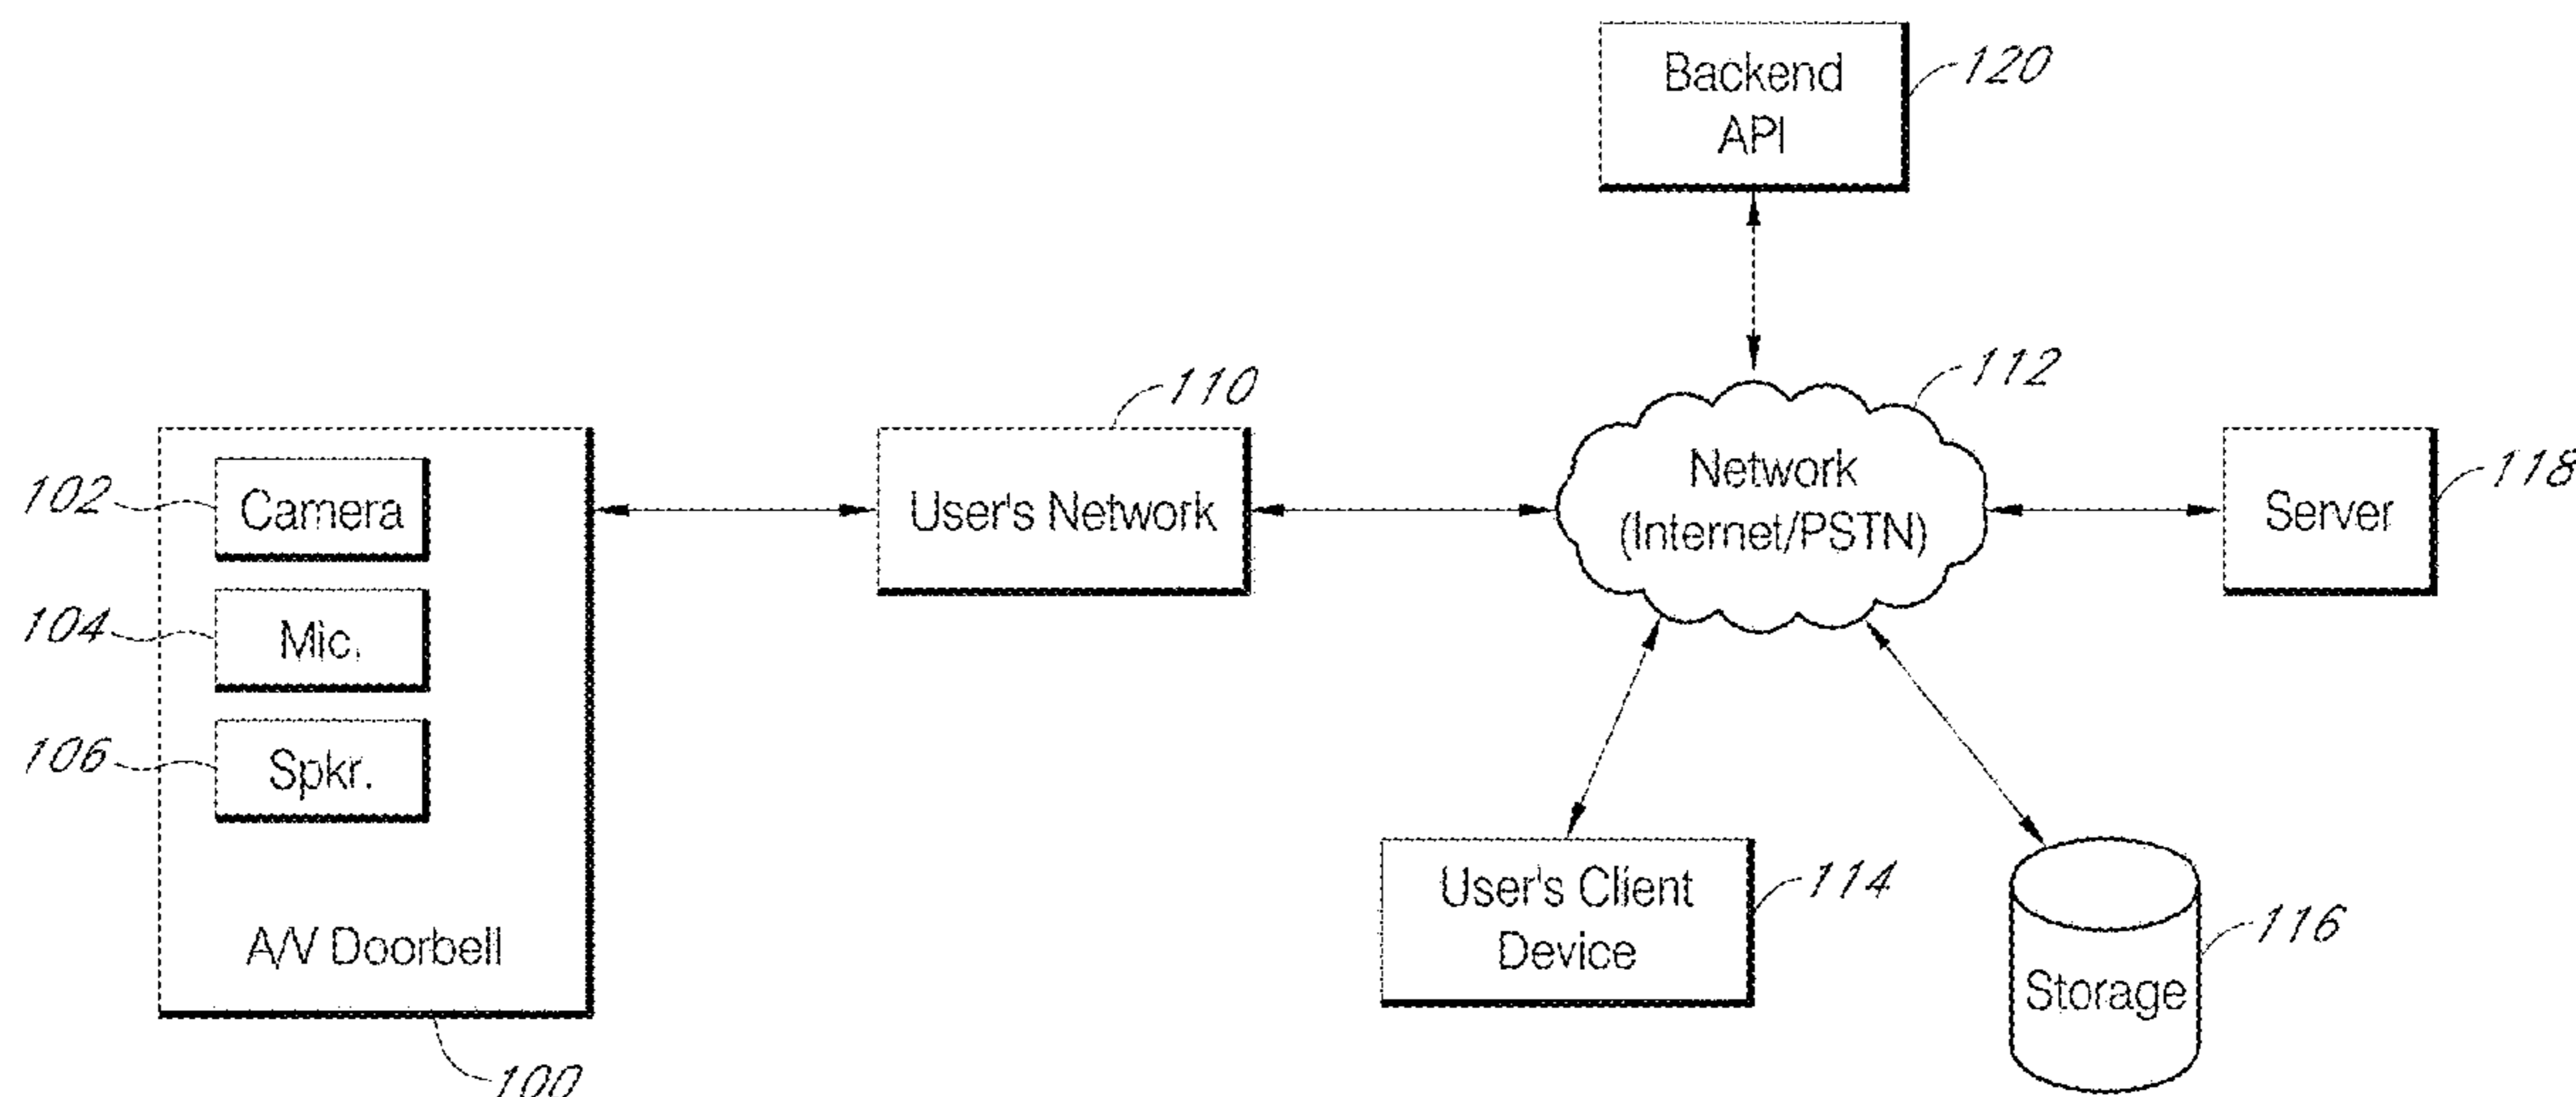 Backend
API
120
110
112
102
Camera
User's Network
Network
(Internet/PSTN)
Server
118
104
Mic.
106
Spkr.
A/V Doorbell
100
User's Client
Device
114
Storage
116